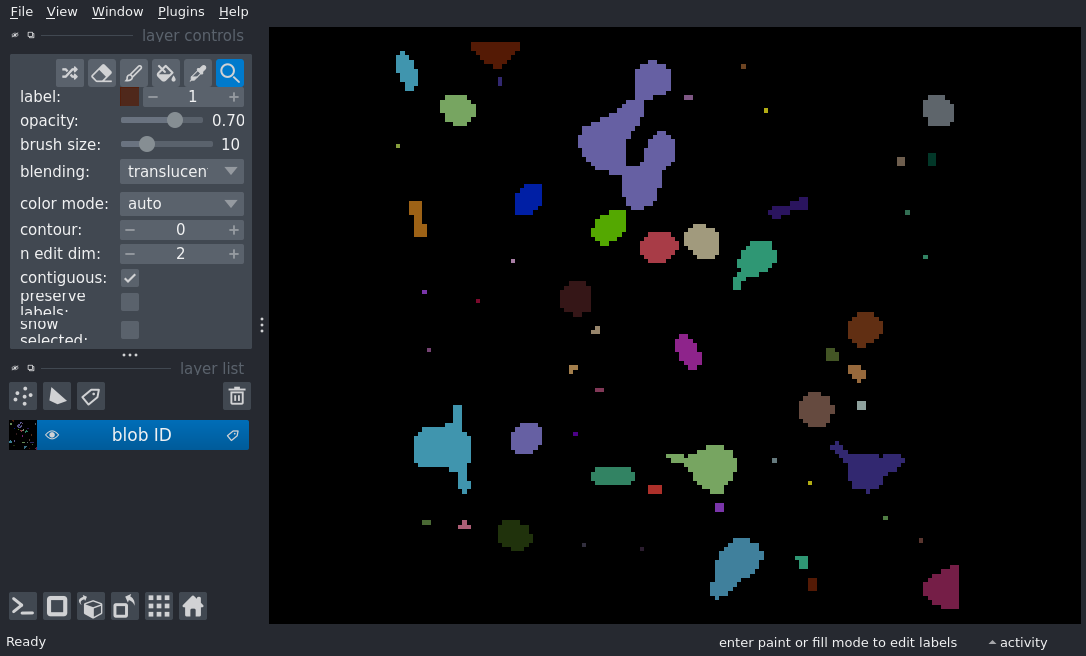 File View Window Plugins Help
layer controls
label: 1
opacity: 0.70
brush size: 10
blending: translucen
color mode: auto
contour: 0
n edit dim: 2
contiguous:
preserve
labels:
show
selected:
layer list
blob ID
Ready
enter paint or fill mode to edit labels
activity